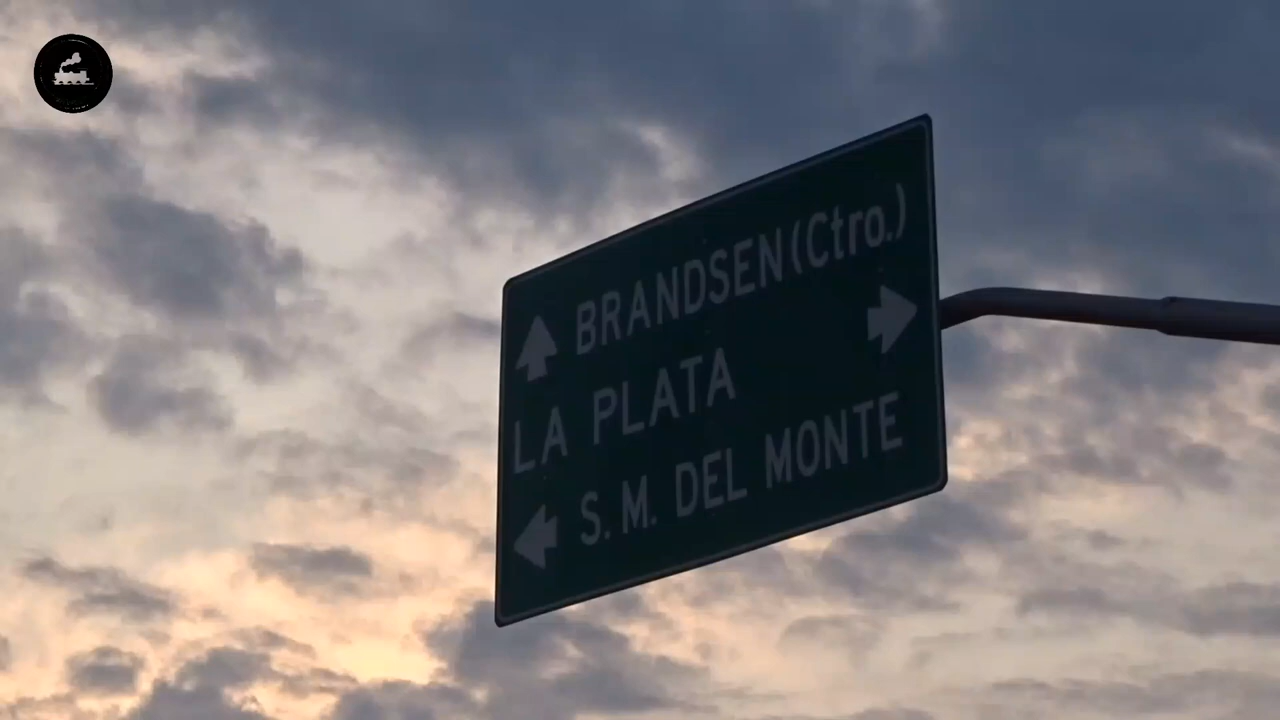 BRANDSEN (Ctro.)
LA PLATA
S. M. DEL MONTE